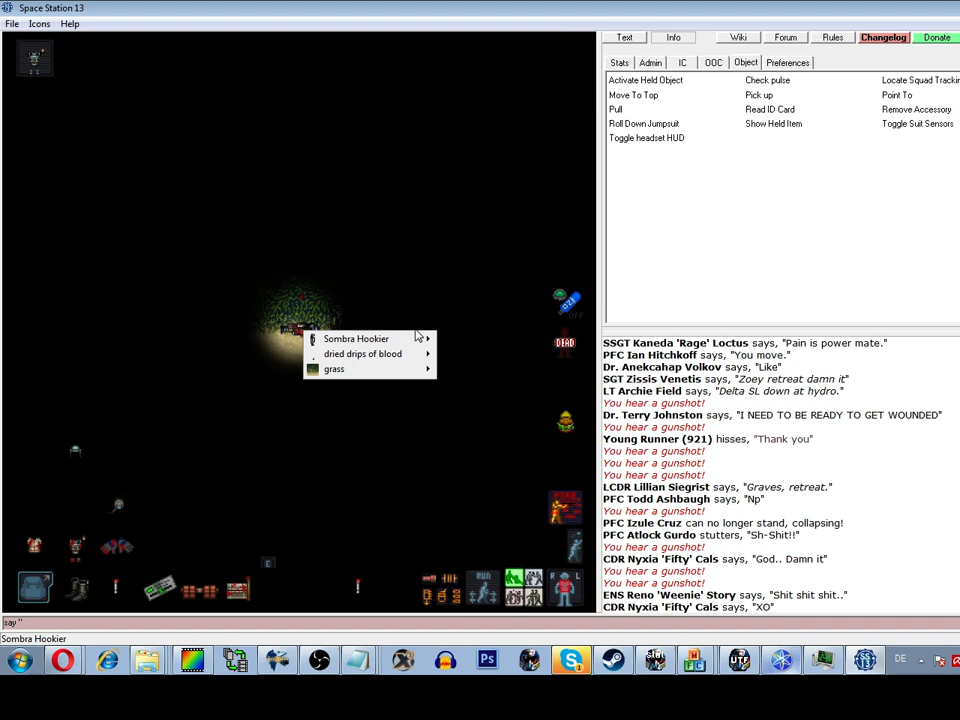 Space Station 13
File Icons Help
Text Info Wiki Forum Rules Changelog Donate
Stats Admin IC OOC Object Preferences
Activate Held Object Check pulse Locate Squad Trackin
Move To Top Pick up Point To
Pull Read ID Card Remove Accessory
Roll Down Jumpsuit Show Held Item Toggle Suit Sensors
Toggle headset HUD
OZI
OFF
DEAD
Sombra Hookier
dried drips of blood
grass
SSGT Kaneda 'Rage' Loctus says, "Pain is power mate."
PFC Ian Hitchkoff says, "You move."
Dr. Anekcahap Volkov says, "Like"
SGT Zissis Venetis says, "Zoey retreat damn it"
LT Archie Field says, "Delta SL down at hydro."
You hear a gunshot!
Dr. Terry Johnston says, "I NEED TO BE READY TO GET WOUNDED"
You hear a gunshot!
Young Runner (921) hisses, "Thank you"
You hear a gunshot!
You hear a gunshot!
You hear a gunshot!
LCDR Lillian Siegrist says, "Graves, retreat."
PFC Todd Ashbaugh says, "Np"
You hear a gunshot!
PFC Izule Cruz can no longer stand, collapsing!
PFC Atlock Gurdo stutters, "Sh-Shit!!"
You hear a gunshot!
CDR Nyxia 'Fifty' Cals says, "God.. Damn it"
You hear a gunshot!
You hear a gunshot!
ENS Reno 'Weenie' Story says, "Shit shit shit.."
CDR Nyxia 'Fifty' Cals says, "XO"
E
RUN
R L
say "
Sombra Hookier
Ps
UTF
SS
13
DE